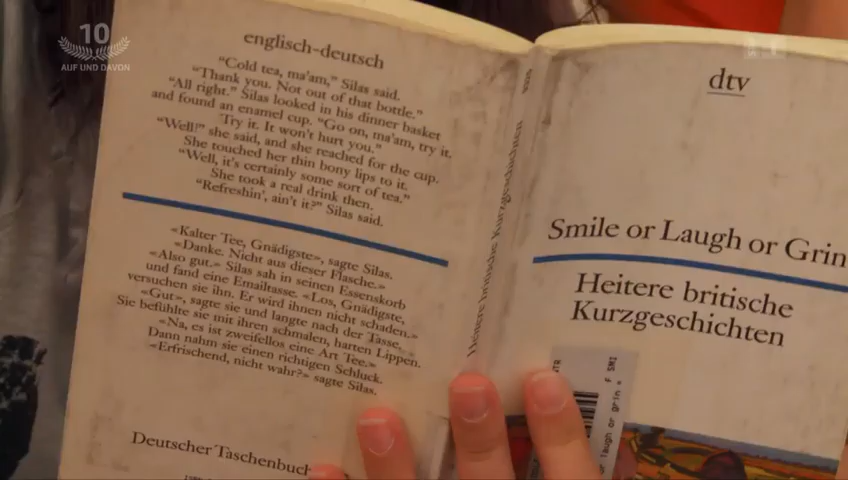 10
AUF UND DAVON
englisch-deutsch
“Cold tea, ma'am,” Silas said.
“Thank you. Not out of that bottle.”
“All right.” Silas looked in his dinner basket
and found an enamel cup. “Go on, ma'am, try it.
Try it. It won't hurt you.”
“Well?” she said, and she reached for the cup.
She touched her thin bony lips to it.
“Well, it's certainly some sort of tea.”
She took a real drink then.
“Refreshin', ain't it?” Silas said.
«Kalter Tee, Gnädigste», sagte Silas.
«Danke. Nicht aus dieser Flasche.»
«Also gut.» Silas sah in seinen Essenskorb
und fand eine Emailtasse. «Los, Gnädigste,
versuchen sie ihn. Er wird ihnen nicht schaden.»
«Gut», sagte sie und langte nach der Tasse.
Sie befühlte sie mit ihren schmalen, harten Lippen.
«Na, es ist zweifellos eine Art Tee.»
Dann nahm sie einen richtigen Schluck.
«Erfrischend, nicht wahr?» sagte Silas.
Deutscher Taschenbuch
Heitere britische Kurzgeschichten
dtv
Smile or Laugh or Grin
Heitere britische
Kurzgeschichten
F SMI
ur laugh or grin